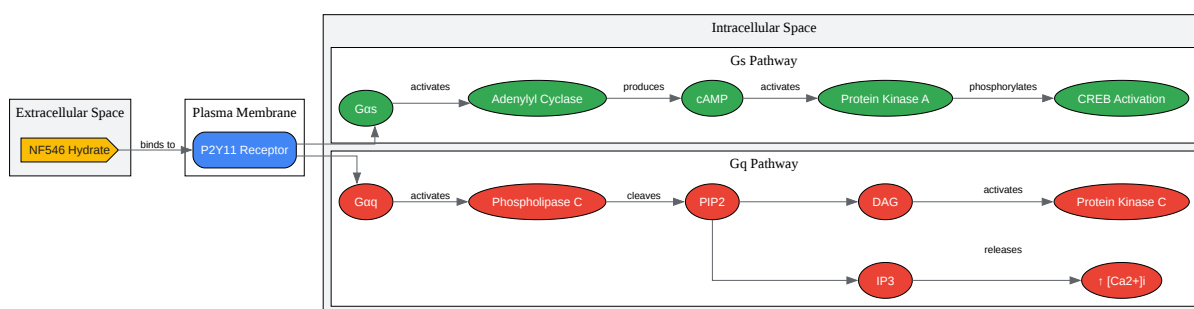 Intracellular Space
Gs Pathway
Gαs
activates
Adenylyl Cyclase
produces
cAMP
activates
Protein Kinase A
phosphorylates
CREB Activation
Extracellular Space
NF546 Hydrate
binds to
Plasma Membrane
P2Y11 Receptor
Gq Pathway
Gαq
activates
Phospholipase C
cleaves
PIP2
DAG
activates
Protein Kinase C
IP3
releases
↑ [Ca2+]i